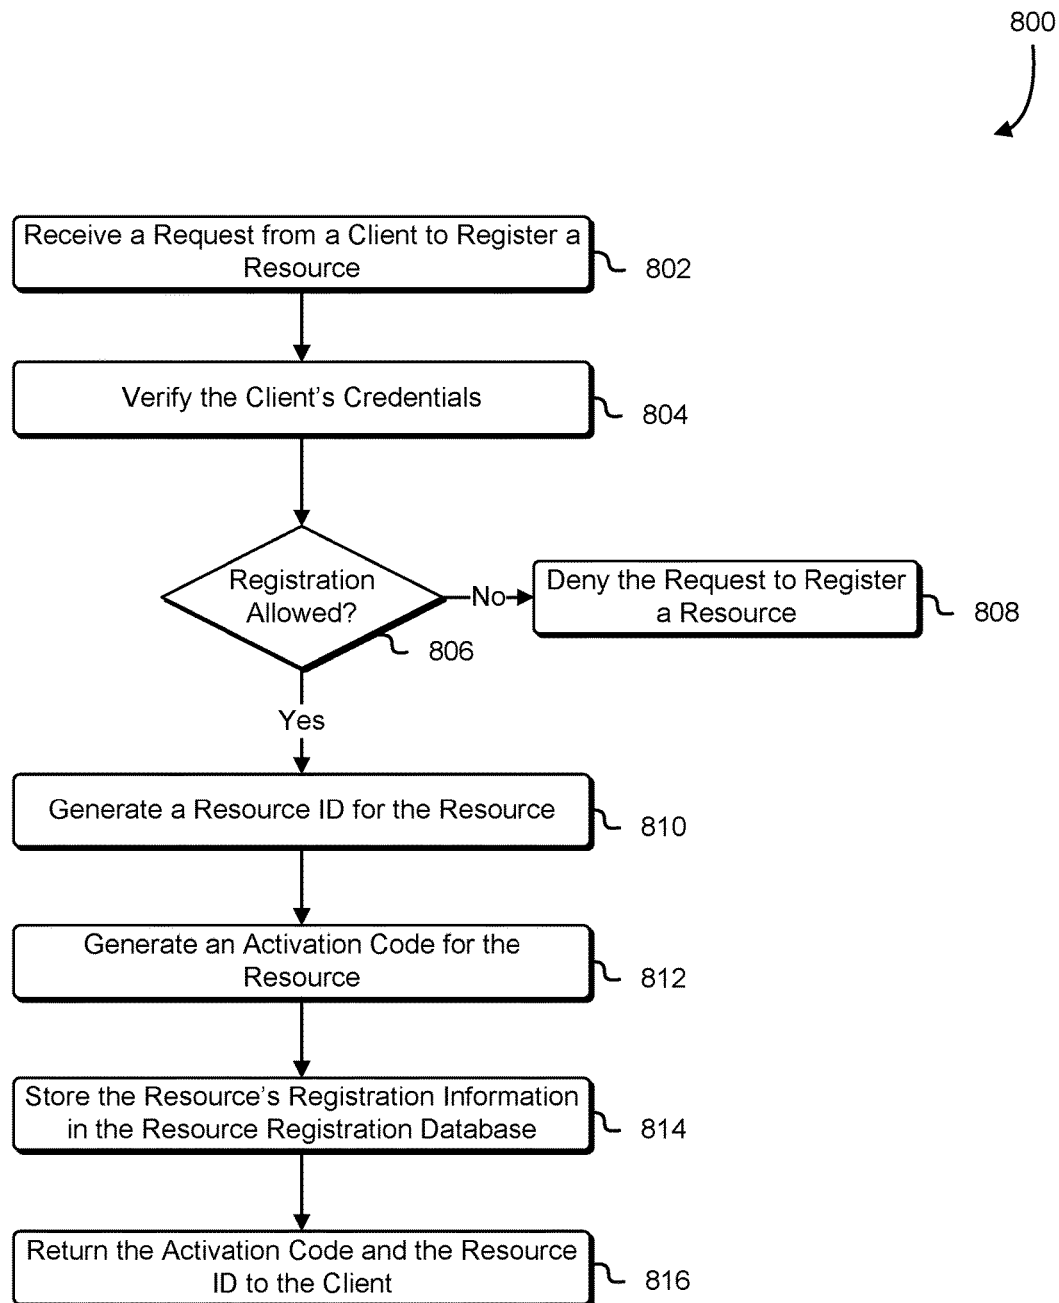 800
Receive a Request from a Client to Register a
Resource
802
Verify the Client's Credentials
804
Registration
Allowed?
806
No
Deny the Request to Register
a Resource
808
Yes
Generate a Resource ID for the Resource
810
Generate an Activation Code for the
Resource
812
Store the Resource's Registration Information
in the Resource Registration Database
814
Return the Activation Code and the Resource
ID to the Client
816